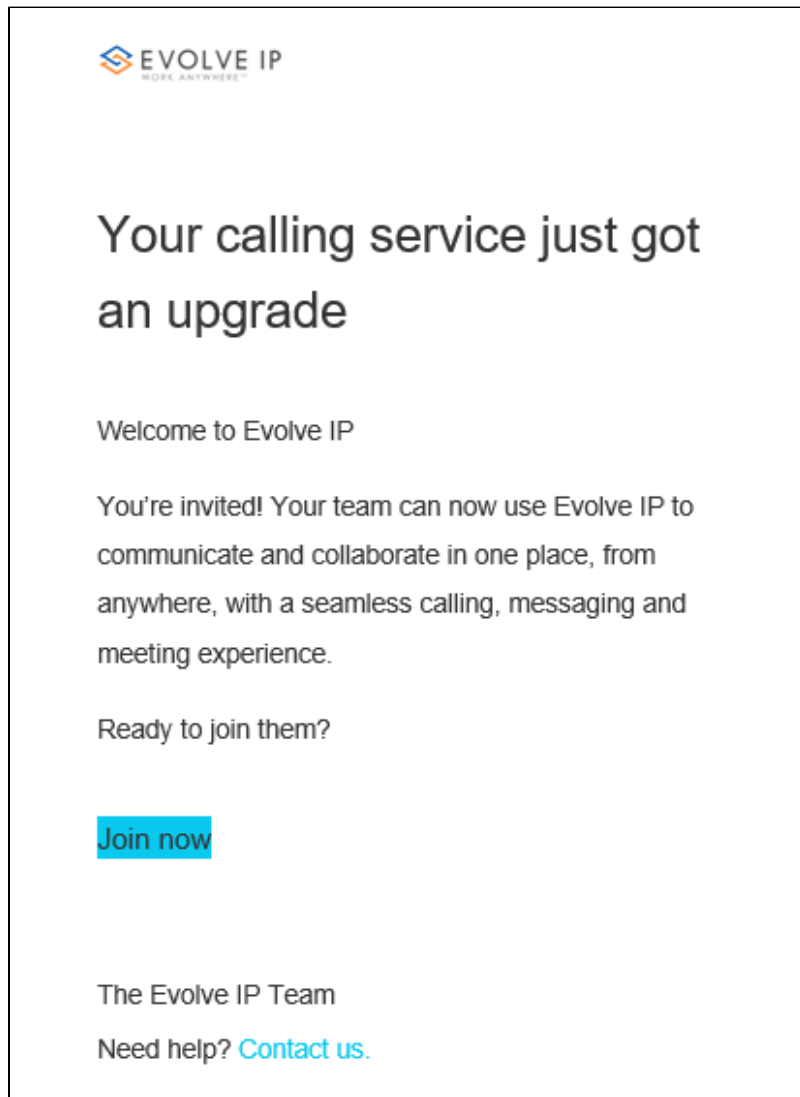 EVOLVE IP
WORK ANYWHERE™
Your calling service just got
an upgrade
Welcome to Evolve IP
You're invited! Your team can now use Evolve IP to
communicate and collaborate in one place, from
anywhere, with a seamless calling, messaging and
meeting experience.
Ready to join them?
Join now
The Evolve IP Team
Need help? Contact us.